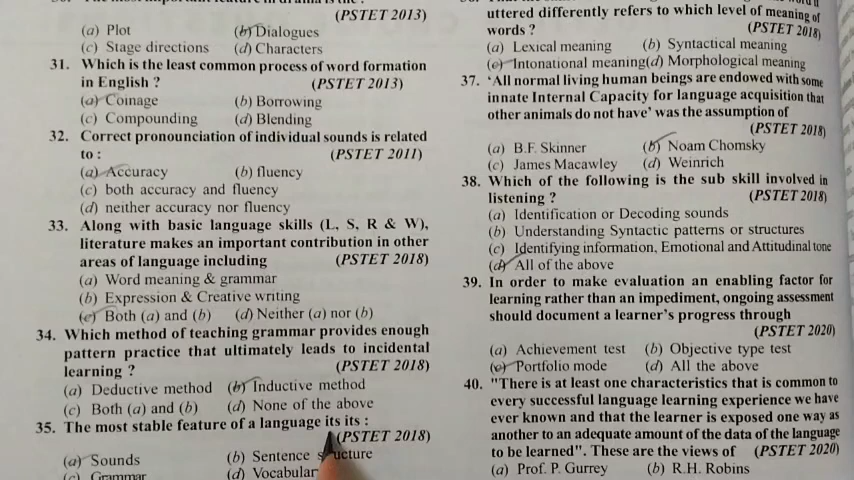 (PSTET 2013)
(a) Plot (b) Dialogues
(c) Stage directions (d) Characters
31. Which is the least common process of word formation
in English ? (PSTET 2013)
(a) Coinage (b) Borrowing
(c) Compounding (d) Blending
32. Correct pronounciation of individual sounds is related
to : (PSTET 2011)
(a) Accuracy (b) fluency
(c) both accuracy and fluency
(d) neither accuracy nor fluency
33. Along with basic language skills (L, S, R & W),
literature makes an important contribution in other
areas of language including (PSTET 2018)
(a) Word meaning & grammar
(b) Expression & Creative writing
(c) Both (a) and (b) (d) Neither (a) nor (b)
34. Which method of teaching grammar provides enough
pattern practice that ultimately leads to incidental
learning ? (PSTET 2018)
(a) Deductive method (b) Inductive method
(c) Both (a) and (b) (d) None of the above
35. The most stable feature of a language its its :
(PSTET 2018)
(a) Sounds (b) Sentence structure
(c) Grammar (d) Vocabular
uttered differently refers to which level of meaning of
words ? (PSTET 2018)
(a) Lexical meaning (b) Syntactical meaning
(c) Intonational meaning(d) Morphological meaning
37. ‘All normal living human beings are endowed with some
innate Internal Capacity for language acquisition that
other animals do not have’ was the assumption of
(PSTET 2018)
(a) B.F. Skinner (b) Noam Chomsky
(c) James Macawley (d) Weinrich
38. Which of the following is the sub skill involved in
listening ? (PSTET 2018)
(a) Identification or Decoding sounds
(b) Understanding Syntactic patterns or structures
(c) Identifying information, Emotional and Attitudinal tone
(d) All of the above
39. In order to make evaluation an enabling factor for
learning rather than an impediment, ongoing assessment
should document a learner's progress through
(PSTET 2020)
(a) Achievement test (b) Objective type test
(c) Portfolio mode (d) All the above
40. "There is at least one characteristics that is common to
every successful language learning experience we have
ever known and that the learner is exposed one way as
another to an adequate amount of the data of the language
to be learned". These are the views of (PSTET 2020)
(a) Prof. P. Gurrey (b) R.H. Robins